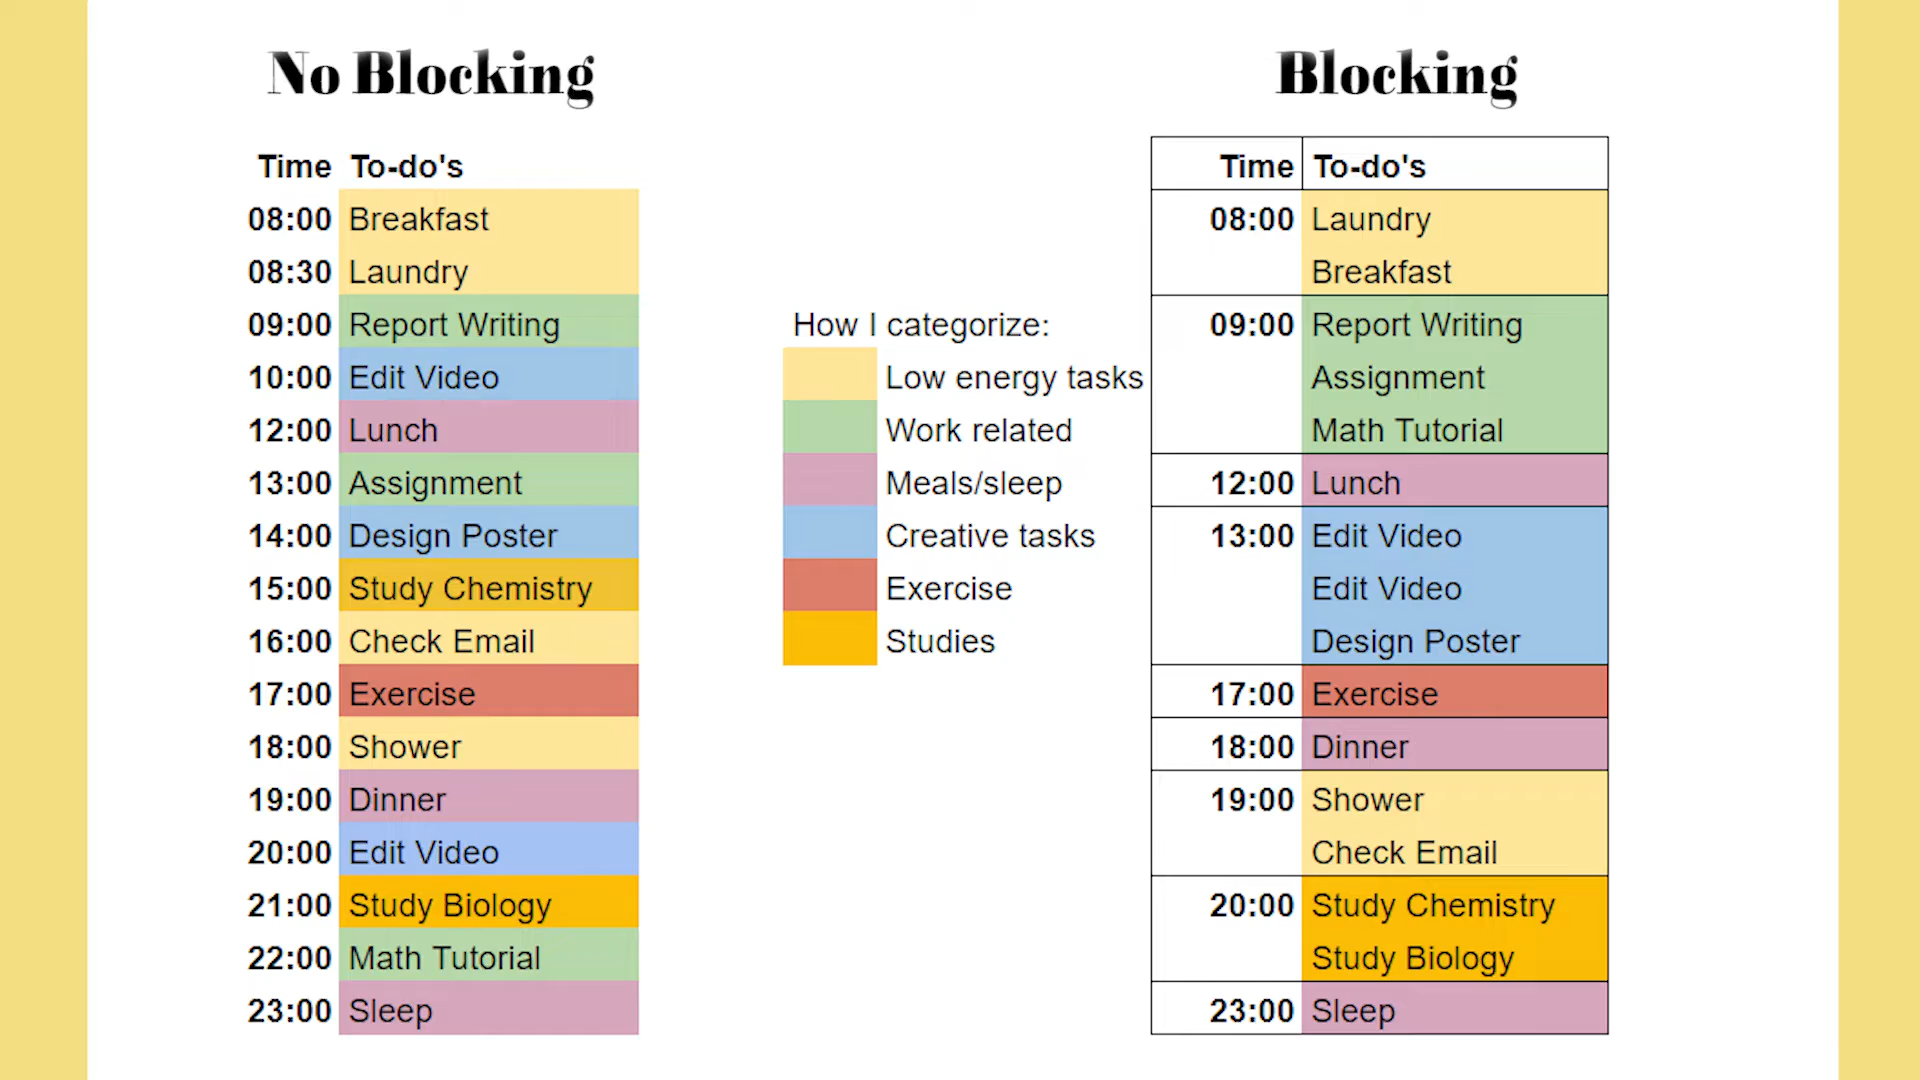 No Blocking
Time To-do's
08:00 Breakfast
08:30 Laundry
09:00 Report Writing
10:00 Edit Video
12:00 Lunch
13:00 Assignment
14:00 Design Poster
15:00 Study Chemistry
16:00 Check Email
17:00 Exercise
18:00 Shower
19:00 Dinner
20:00 Edit Video
21:00 Study Biology
22:00 Math Tutorial
23:00 Sleep
How I categorize:
Low energy tasks
Work related
Meals/sleep
Creative tasks
Exercise
Studies
Blocking
Time To-do's
08:00 Laundry
Breakfast
09:00 Report Writing
Assignment
Math Tutorial
12:00 Lunch
13:00 Edit Video
Edit Video
Design Poster
17:00 Exercise
18:00 Dinner
19:00 Shower
Check Email
20:00 Study Chemistry
Study Biology
23:00 Sleep